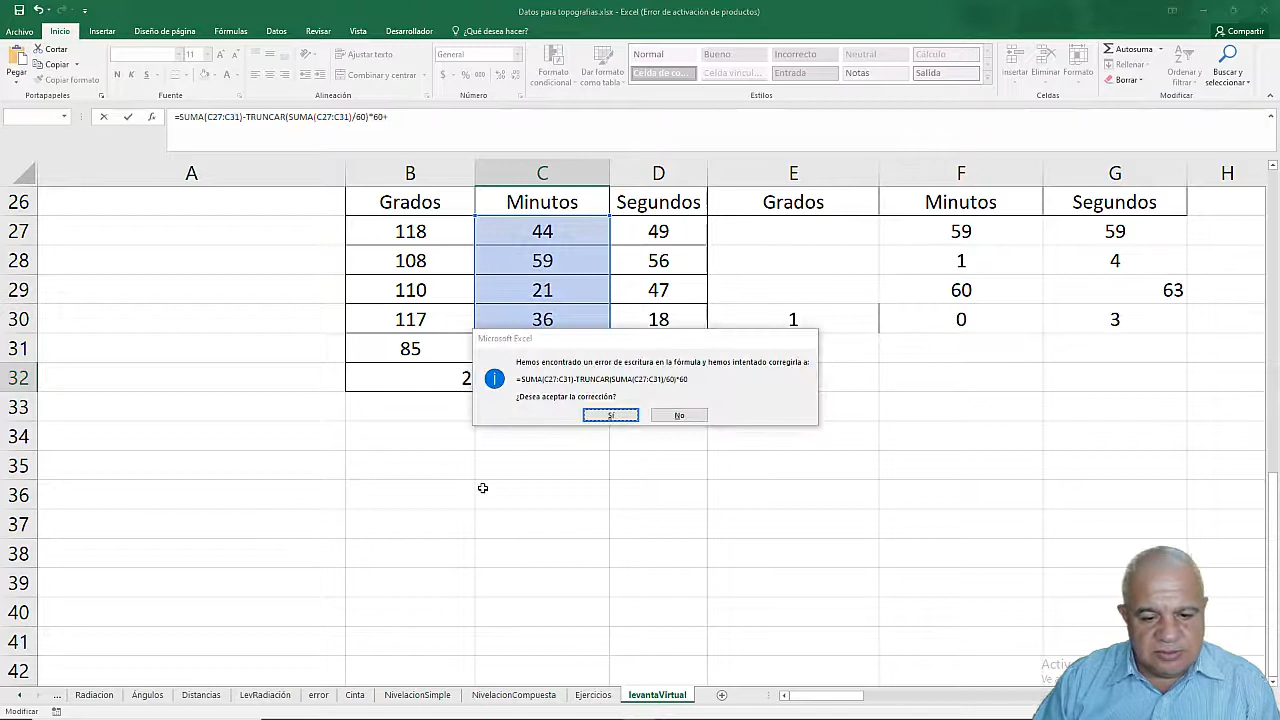 Datos para topografias.xlsx - Excel (Error de activación de productos)
Archivo Inicio Insertar Diseño de página Fórmulas Datos Revisar Vista Desarrollador ¿Qué desea hacer? Compartir
Pegar
Cortar
Copiar
Copiar formato
Portapapeles
11
N K S
Fuente
Ajustar texto
Combinar y centrar
Alineación
General
$ % 000
Número
Formato condicional
Dar formato como tabla
Normal Bueno Incorrecto Neutral Cálculo
Celda de co... Celda vincul... Entrada Notas Salida
Estilos
Insertar Eliminar Formato
Celdas
Autosuma
Rellenar
Borrar
Ordenar y filtrar
Buscar y seleccionar
Modificar
fx =SUMA(C27:C31)-TRUNCAR(SUMA(C27:C31)/60)*60+
A B C D E F G H
26 Grados Minutos Segundos Grados Minutos Segundos
27 118 44 49 59 59
28 108 59 56 1 4
29 110 21 47 60 63
30 117 36 18 1 0 3
31 85
32 2
33
34
35
36
37
38
39
40
41
42
Microsoft Excel
Hemos encontrado un error de escritura en la fórmula y hemos intentado corregirla a:
=SUMA(C27:C31)-TRUNCAR(SUMA(C27:C31)/60)*60
¿Desea aceptar la corrección?
Sí No
Activ
Ve a
... Radiacion Ángulos Distancias LevRadiación error Cinta NivelacionSimple NivelacionCompuesta Ejercicios levantaVirtual
Modificar